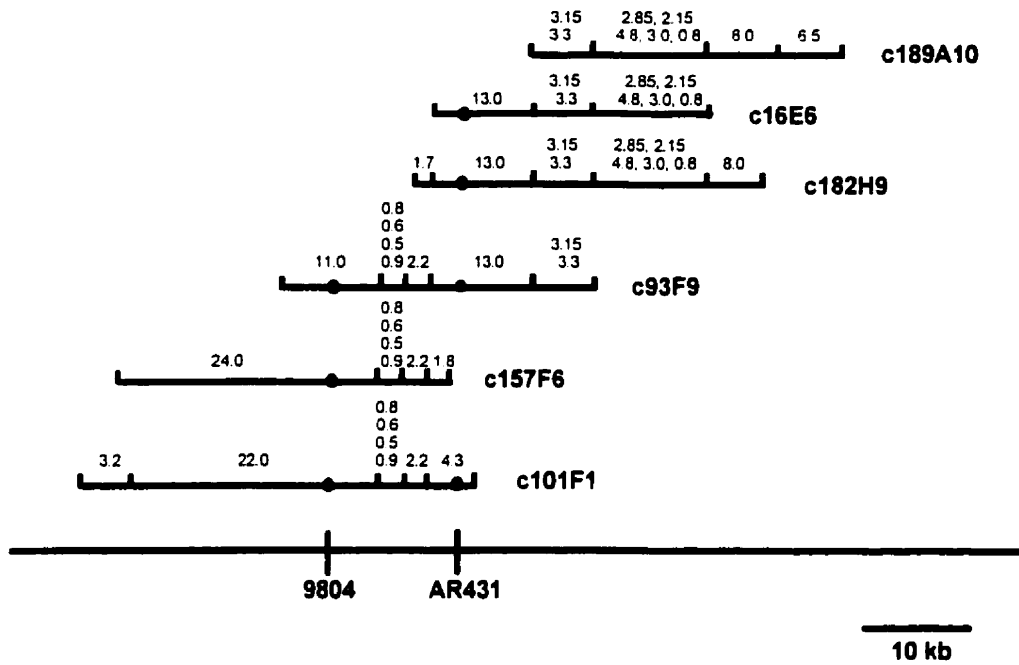 3.15 2.85, 2.15
3.3 4.8, 3.0, 0.8 8.0 6.5
c189A10
3.15 2.85, 2.15
13.0 3.3 4.8, 3.0, 0.8
c16E6
3.15 2.85, 2.15
1.7 13.0 3.3 4.8, 3.0, 0.8 8.0
c182H9
0.8
0.6
0.5 3.15
11.0 0.9 2.2 13.0 3.3
c93F9
0.8
0.6
0.5
24.0 0.9 2.2 1.8
c157F6
0.8
0.6
0.5
3.2 22.0 0.9 2.2 4.3
c101F1
9804 AR431
10 kb